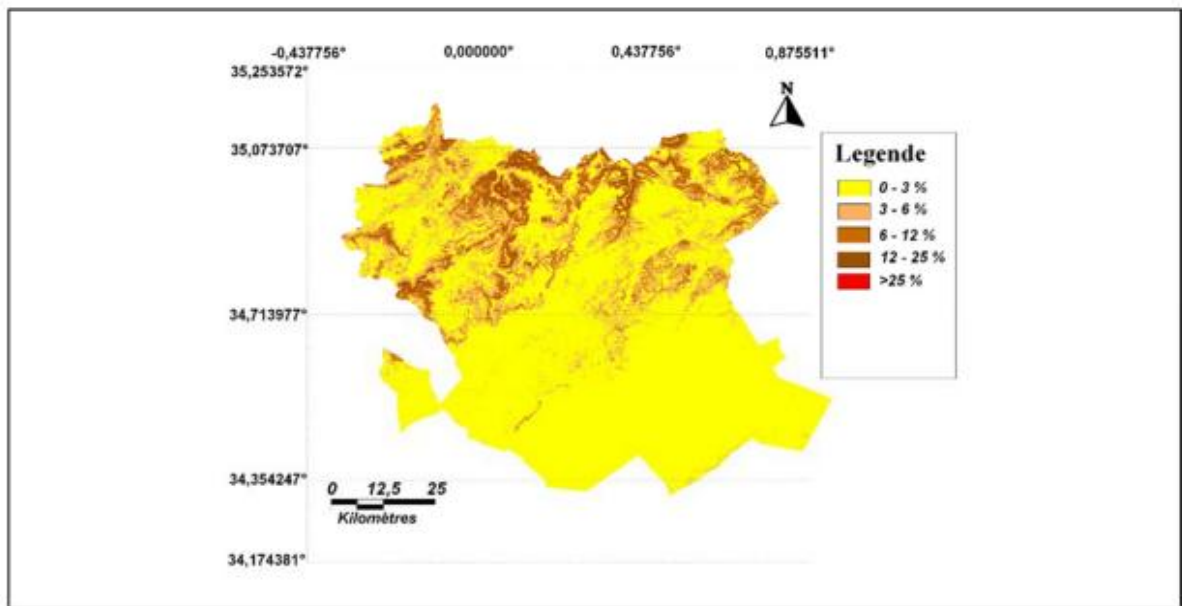 -0,437756° 0,000000° 0,437756° 0,875511°
35,253572°
N
35,073707°
Legende
0 - 3 %
3 - 6 %
6 - 12 %
12 - 25 %
>25 %
34,713977°
34,354247°
0 12,5 25
Kilomètres
34,174381°